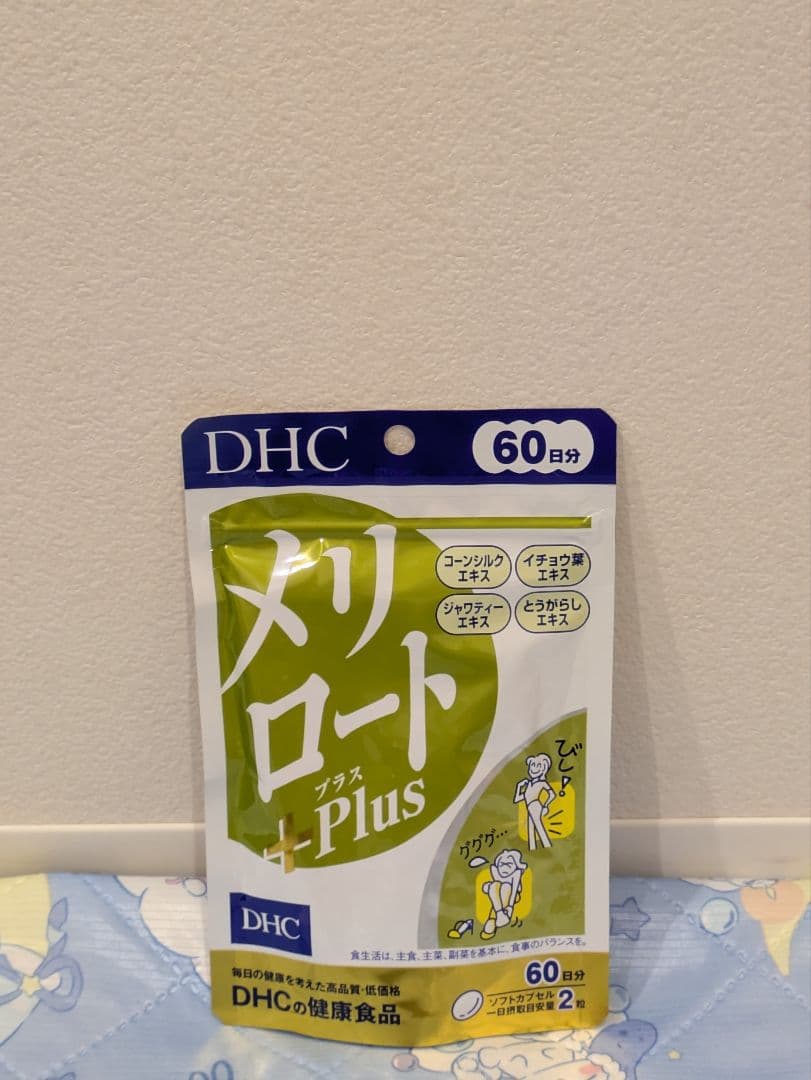 DHC
60日分
メリ
ロート
プラス
+Plus
コーンシルク
エキス
イチョウ葉
エキス
ジャワティー
エキス
とうがらし
エキス
びし!
グググ…
DHC
食生活は、主食、主菜、副菜を基本に、食事のバランスを。
毎日の健康を考えた高品質・低価格
DHCの健康食品
60日分
ソフトカプセル
一日摂取目安量2粒